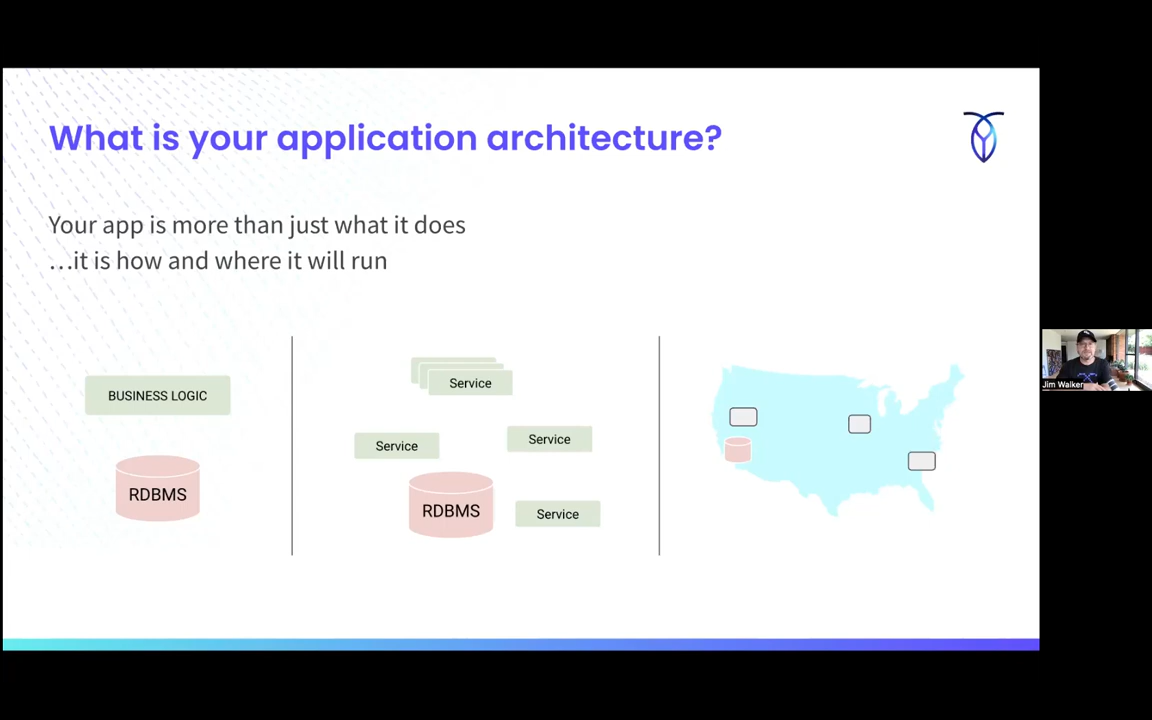 What is your application architecture?
Your app is more than just what it does
…it is how and where it will run
BUSINESS LOGIC
RDBMS
Service
Service
Service
RDBMS
Service
Jim Walker